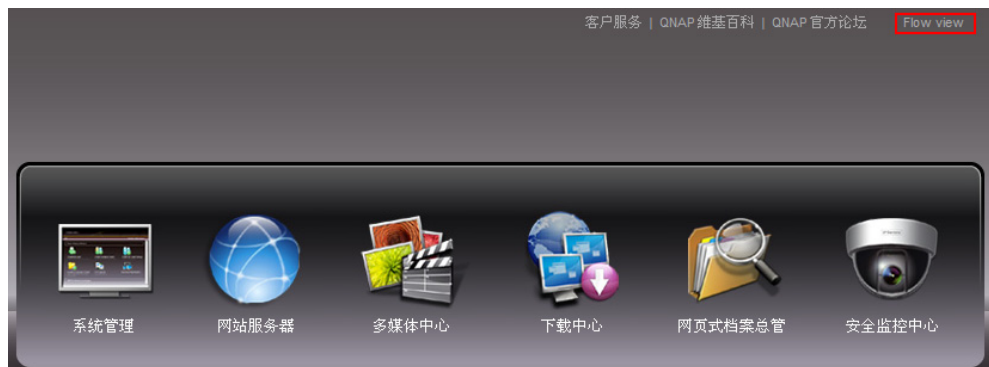 客户服务 | QNAP 维基百科 | QNAP 官方论坛 Flow view
系统管理 网站服务器 多媒体中心 下载中心 网页式档案总管 安全监控中心